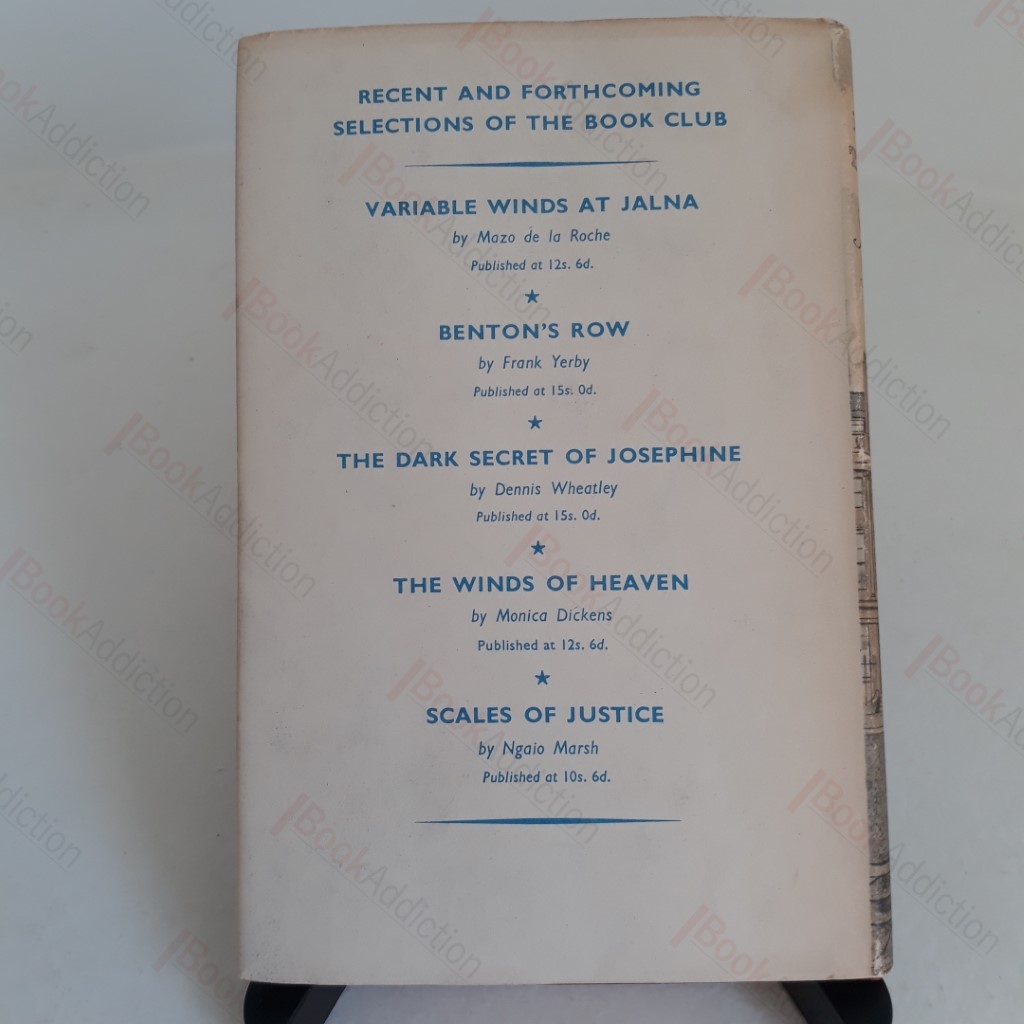 RECENT AND FORTHCOMING
SELECTIONS OF THE BOOK CLUB
VARIABLE WINDS AT JALNA
by Mazo de la Roche
Published at 12s. 6d.
★
BENTON'S ROW
by Frank Yerby
Published at 15s. 0d.
★
THE DARK SECRET OF JOSEPHINE
by Dennis Wheatley
Published at 15s. 0d.
★
THE WINDS OF HEAVEN
by Monica Dickens
Published at 12s. 6d.
★
SCALES OF JUSTICE
by Ngaio Marsh
Published at 10s. 6d.
BookAddiction